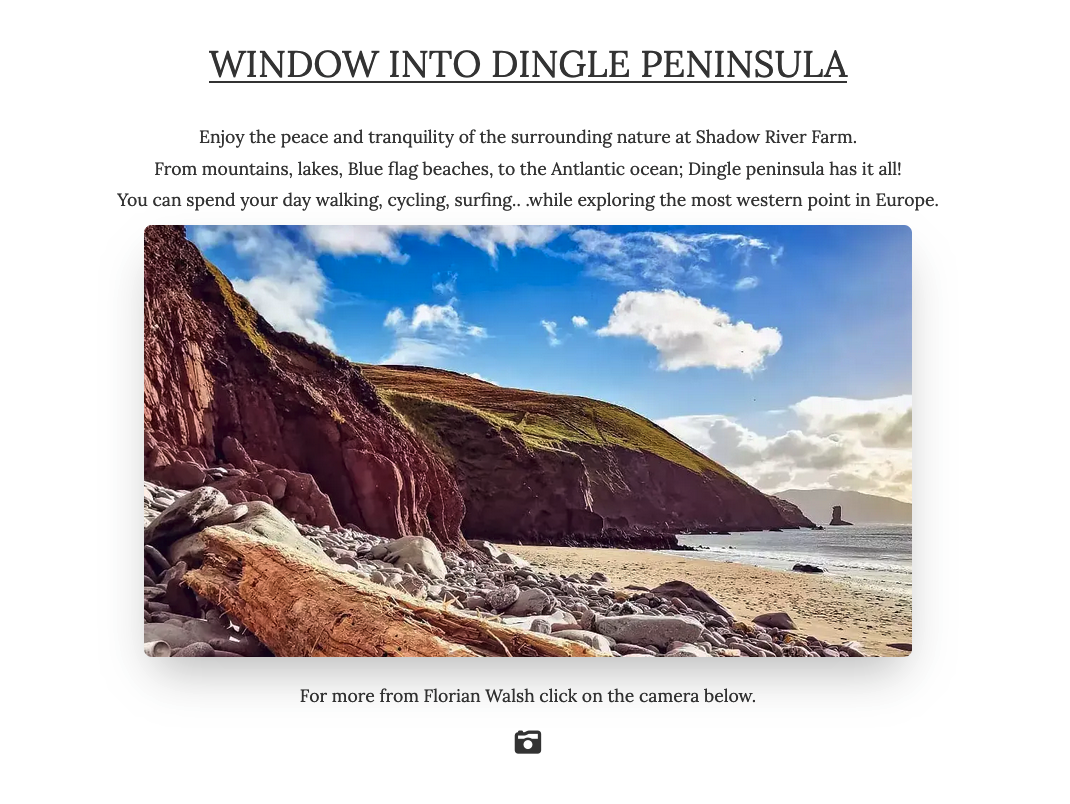 WINDOW INTO DINGLE PENINSULA
Enjoy the peace and tranquility of the surrounding nature at Shadow River Farm.
From mountains, lakes, Blue flag beaches, to the Antlantic ocean; Dingle peninsula has it all!
You can spend your day walking, cycling, surfing.. .while exploring the most western point in Europe.
For more from Florian Walsh click on the camera below.